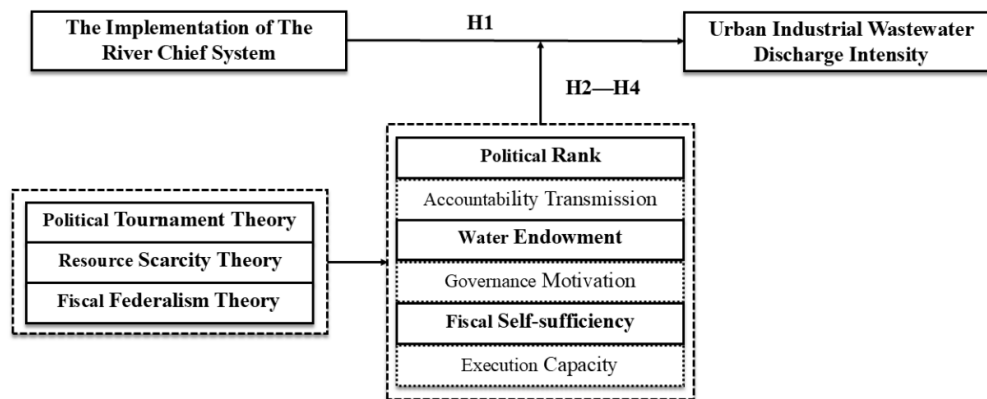 The Implementation of The
River Chief System
H1
Urban Industrial Wastewater
Discharge Intensity
H2—H4
Political Rank
Accountability Transmission
Water Endowment
Governance Motivation
Fiscal Self-sufficiency
Execution Capacity
Political Tournament Theory
Resource Scarcity Theory
Fiscal Federalism Theory